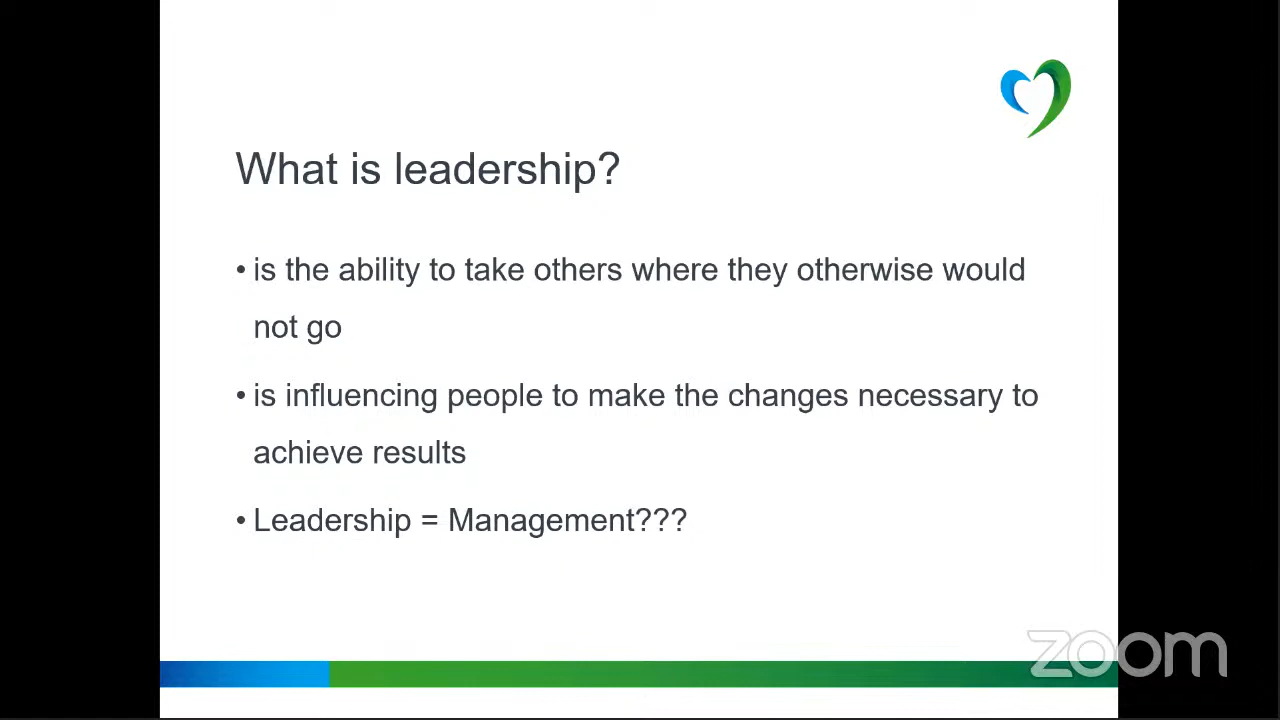 What is leadership?
• is the ability to take others where they otherwise would
not go
• is influencing people to make the changes necessary to
achieve results
• Leadership = Management???
zoom